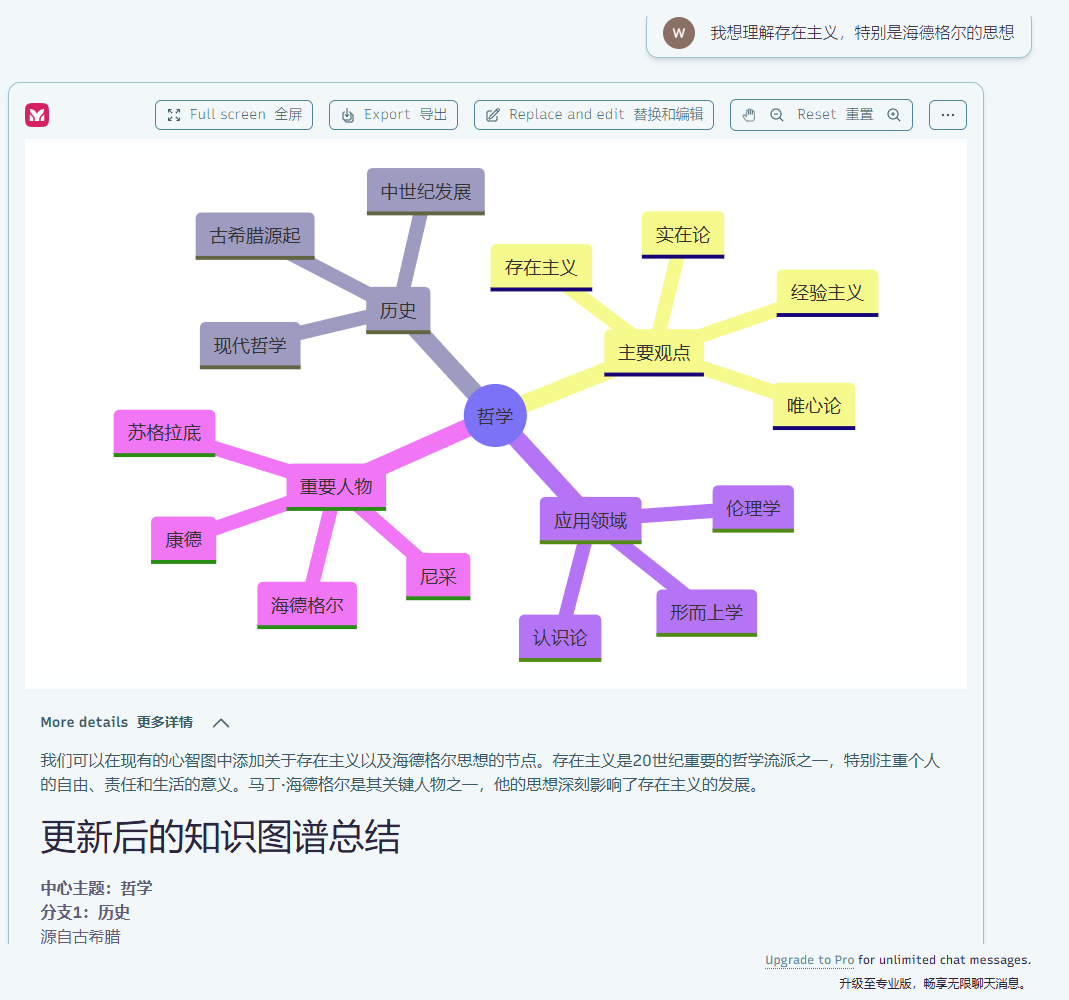 W 我想理解存在主义，特别是海德格尔的思想
Full screen 全屏 Export 导出 Replace and edit 替换和编辑 Reset 重置 ...
中世纪发展
古希腊源起
实在论
存在主义
经验主义
历史
现代哲学
主要观点
唯心论
哲学
苏格拉底
重要人物
伦理学
应用领域
康德
尼采
海德格尔
形而上学
认识论
More details 更多详情
我们可以在现有的心智图中添加关于存在主义以及海德格尔思想的节点。存在主义是20世纪重要的哲学流派之一，特别注重个人
的自由、责任和生活的意义。马丁·海德格尔是其关键人物之一，他的思想深刻影响了存在主义的发展。
更新后的知识图谱总结
中心主题：哲学
分支1：历史
源自古希腊
Upgrade to Pro for unlimited chat messages.
升级至专业版，畅享无限聊天消息。